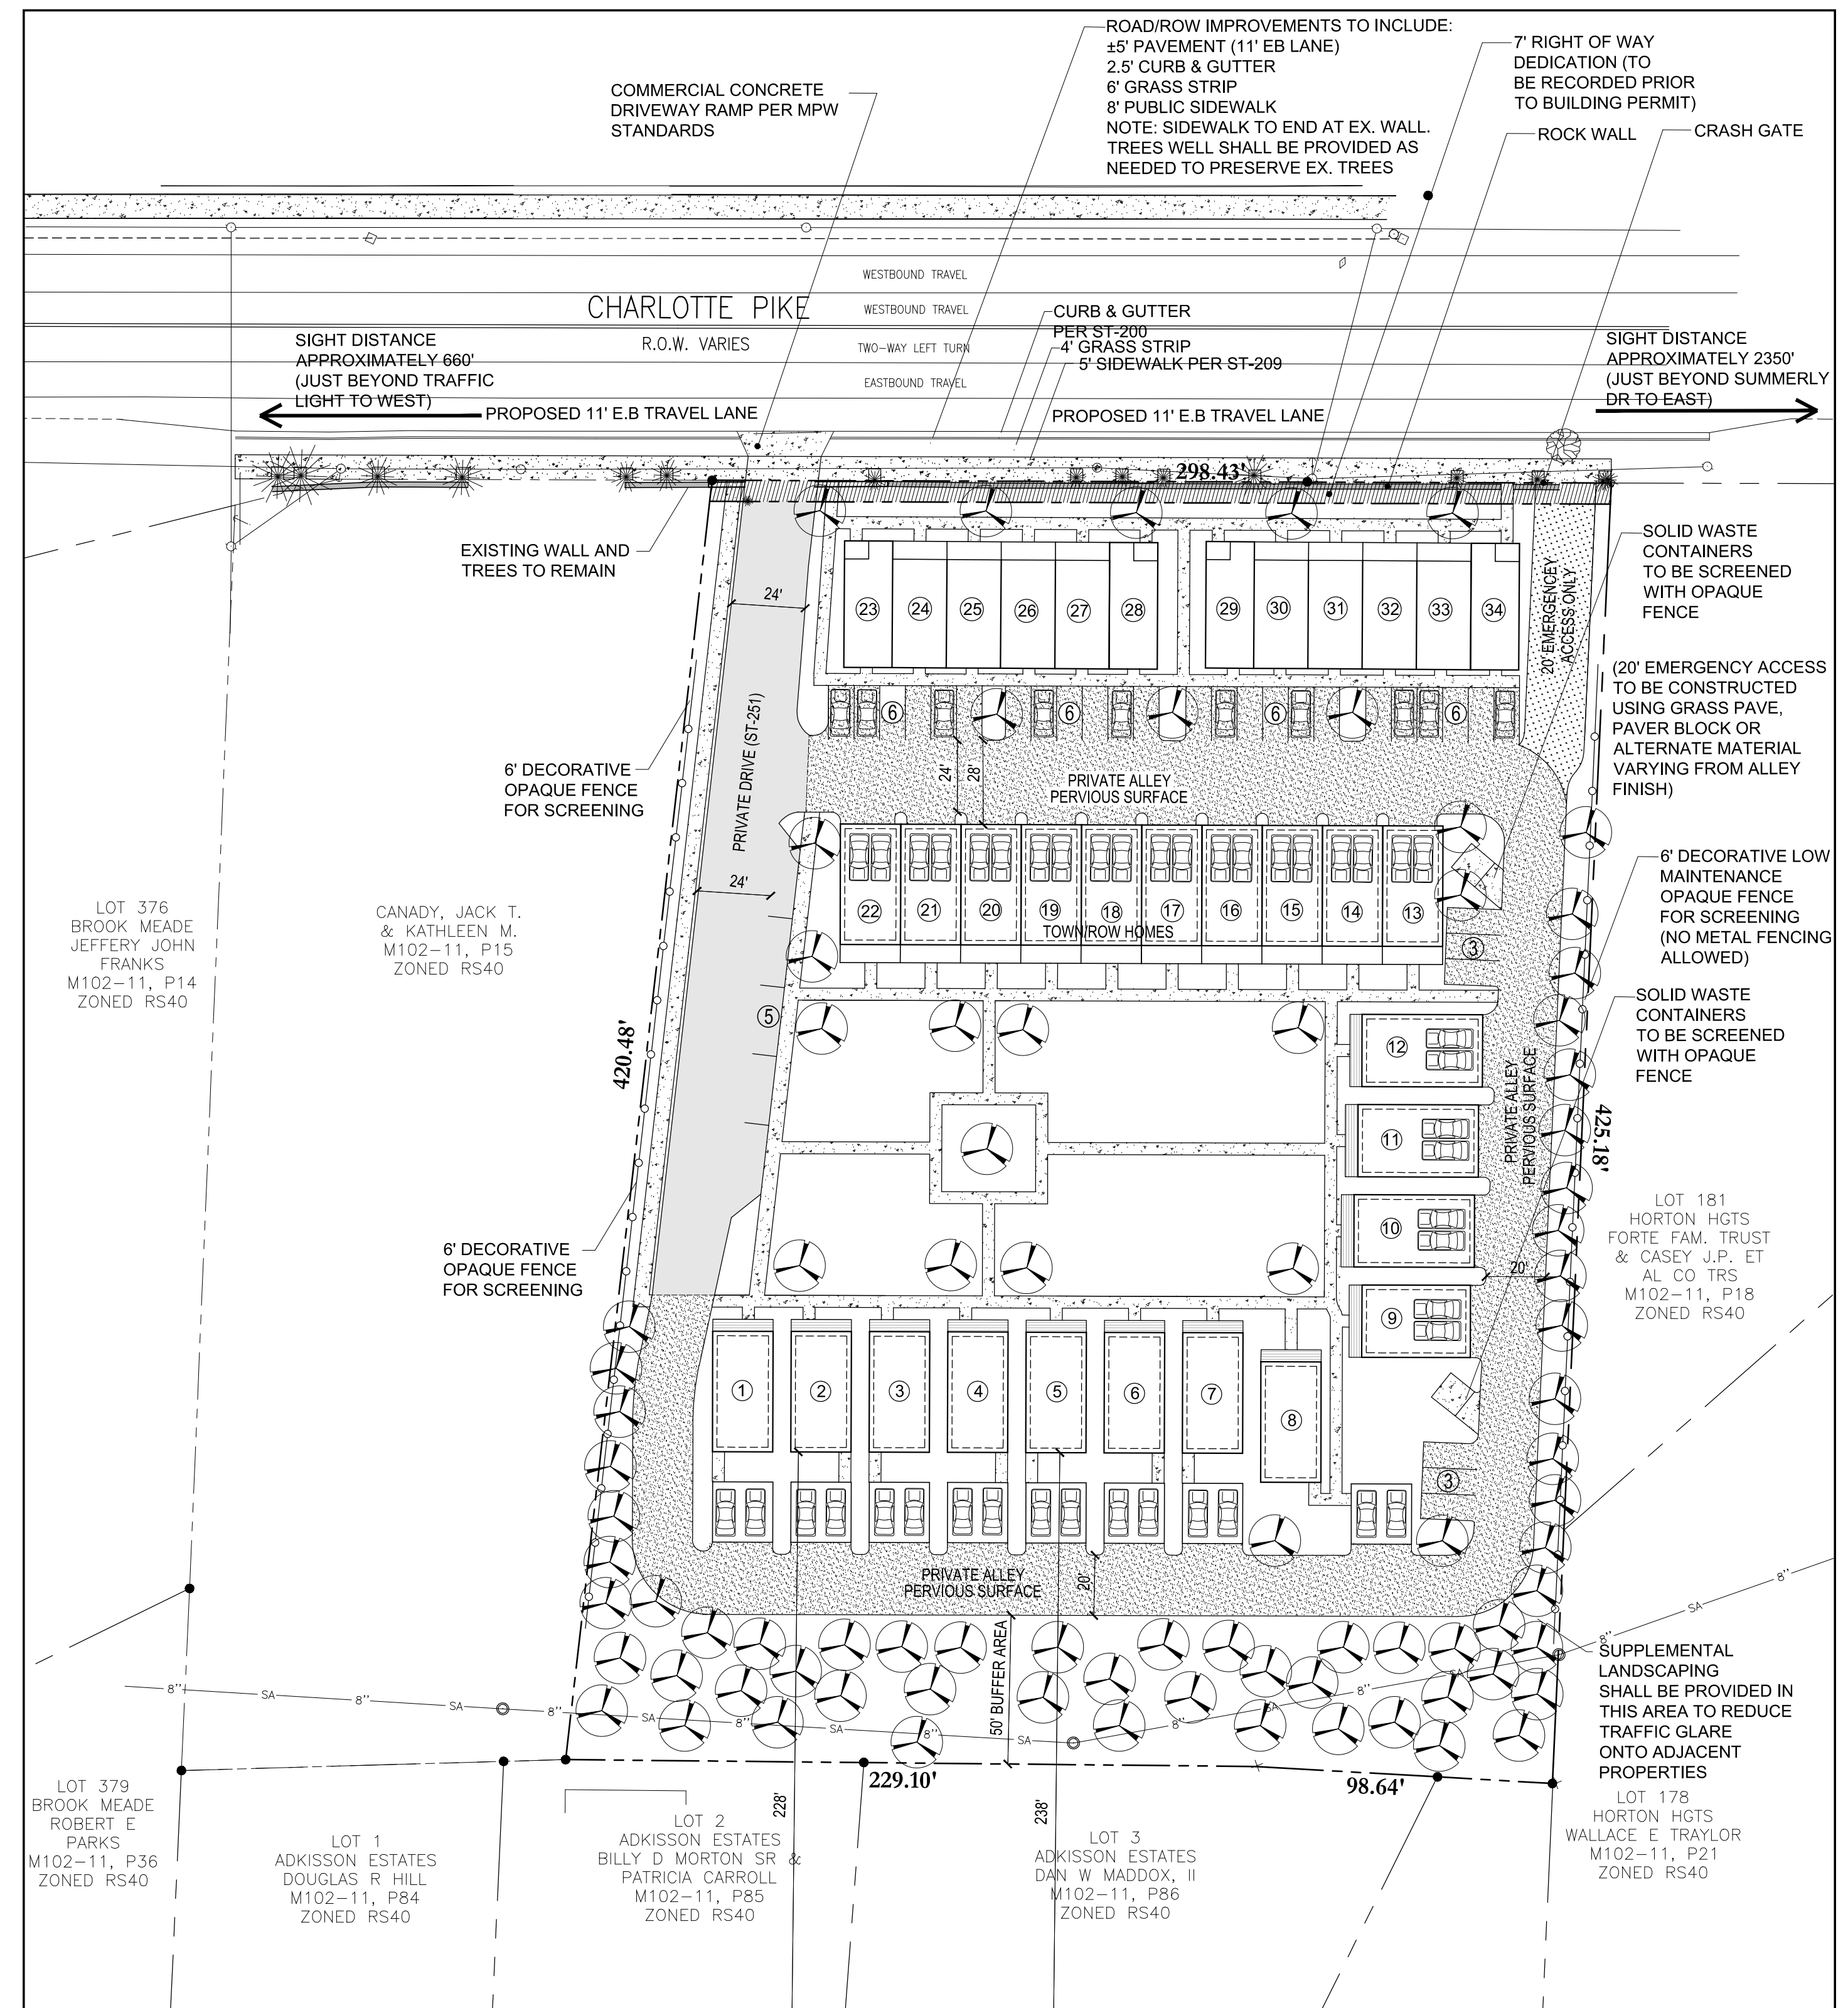 ROAD/ROW IMPROVEMENTS TO INCLUDE:
±5' PAVEMENT (11' EB LANE)
2.5' CURB & GUTTER
6' GRASS STRIP
8' PUBLIC SIDEWALK
NOTE: SIDEWALK TO END AT EX. WALL.
TREES WELL SHALL BE PROVIDED AS
NEEDED TO PRESERVE EX. TREES
7' RIGHT OF WAY
DEDICATION (TO
BE RECORDED PRIOR
TO BUILDING PERMIT)
COMMERCIAL CONCRETE
DRIVEWAY RAMP PER MPW
STANDARDS
ROCK WALL
CRASH GATE
WESTBOUND TRAVEL
CHARLOTTE PIKE
WESTBOUND TRAVEL
R.O.W. VARIES
TWO-WAY LEFT TURN
EASTBOUND TRAVEL
CURB & GUTTER
PER ST-200
4' GRASS STRIP
5' SIDEWALK PER ST-209
SIGHT DISTANCE
APPROXIMATELY 660'
(JUST BEYOND TRAFFIC
LIGHT TO WEST)
SIGHT DISTANCE
APPROXIMATELY 2350'
(JUST BEYOND SUMMERLY
DR TO EAST)
PROPOSED 11' E.B TRAVEL LANE
PROPOSED 11' E.B TRAVEL LANE
298.43'
EXISTING WALL AND
TREES TO REMAIN
SOLID WASTE
CONTAINERS
TO BE SCREENED
WITH OPAQUE
FENCE
24'
23
24
25
26
27
28
29
30
31
32
33
34
20' EMERGENCEY
ACCESS ONLY
(20' EMERGENCY ACCESS
TO BE CONSTRUCTED
USING GRASS PAVE,
PAVER BLOCK OR
ALTERNATE MATERIAL
VARYING FROM ALLEY
FINISH)
6
6
6
6
PRIVATE DRIVE (ST-251)
6' DECORATIVE
OPAQUE FENCE
FOR SCREENING
24'
28'
PRIVATE ALLEY
PERVIOUS SURFACE
6' DECORATIVE LOW
MAINTENANCE
OPAQUE FENCE
FOR SCREENING
(NO METAL FENCING
ALLOWED)
24'
22
21
20
19
18
17
16
15
14
13
TOWN/ROW HOMES
3
LOT 376
BROOK MEADE
JEFFERY JOHN
FRANKS
M102-11, P14
ZONED RS40
CANADY, JACK T.
& KATHLEEN M.
M102-11, P15
ZONED RS40
SOLID WASTE
CONTAINERS
TO BE SCREENED
WITH OPAQUE
FENCE
5
420.48'
12
11
10
9
PRIVATE ALLEY
PERVIOUS SURFACE
425.18'
20'
LOT 181
HORTON HGTS
FORTE FAM. TRUST
& CASEY J.P. ET
AL CO TRS
M102-11, P18
ZONED RS40
6' DECORATIVE
OPAQUE FENCE
FOR SCREENING
1
2
3
4
5
6
7
8
3
PRIVATE ALLEY
PERVIOUS SURFACE
20'
50' BUFFER AREA
8''
SA
8''
SA
8''
SA
8''
8''
SA
8''
SA
8''
SA
8''
SA
8''
SUPPLEMENTAL
LANDSCAPING
SHALL BE PROVIDED IN
THIS AREA TO REDUCE
TRAFFIC GLARE
ONTO ADJACENT
PROPERTIES
229.10'
98.64'
228'
238'
LOT 379
BROOK MEADE
ROBERT E
PARKS
M102-11, P36
ZONED RS40
LOT 1
ADKISSON ESTATES
DOUGLAS R HILL
M102-11, P84
ZONED RS40
LOT 2
ADKISSON ESTATES
BILLY D MORTON SR &
PATRICIA CARROLL
M102-11, P85
ZONED RS40
LOT 3
ADKISSON ESTATES
DAN W MADDOX, II
M102-11, P86
ZONED RS40
LOT 178
HORTON HGTS
WALLACE E TRAYLOR
M102-11, P21
ZONED RS40